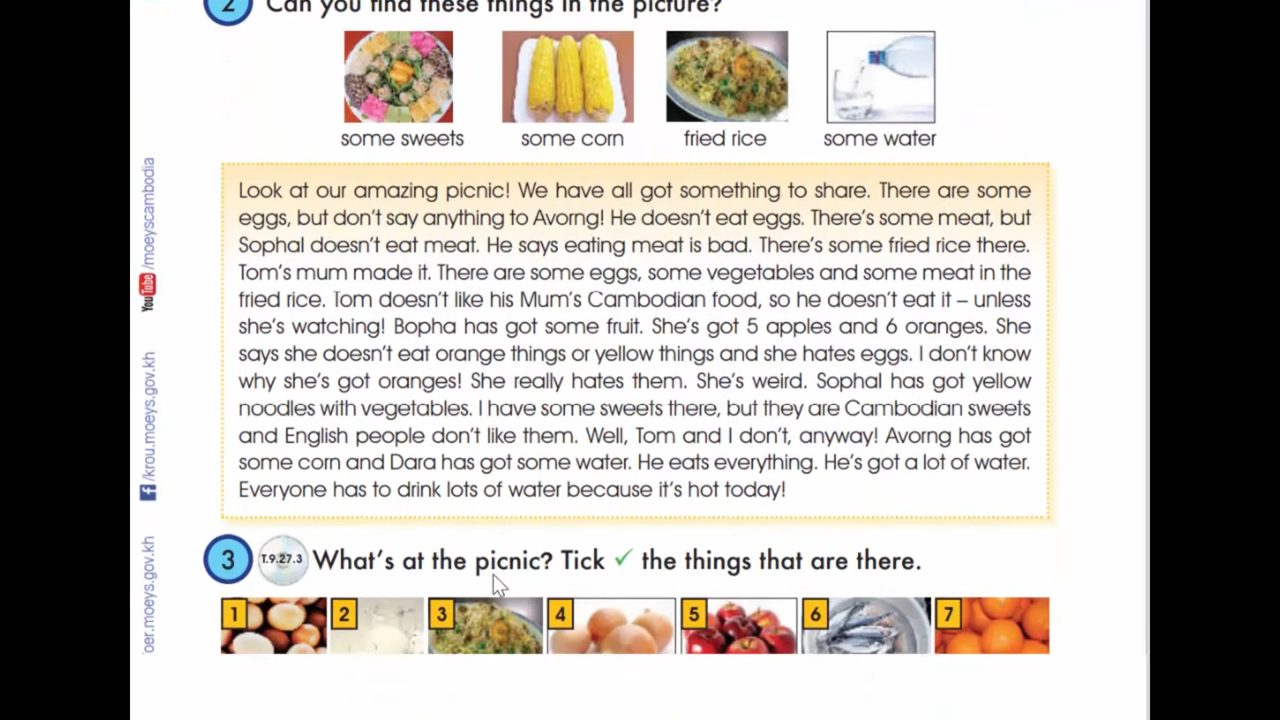 2 Can you find these things in the picture?
some sweets some corn fried rice some water
Look at our amazing picnic! We have all got something to share. There are some
eggs, but don't say anything to Avorng! He doesn't eat eggs. There's some meat, but
Sophal doesn't eat meat. He says eating meat is bad. There's some fried rice there.
Tom's mum made it. There are some eggs, some vegetables and some meat in the
fried rice. Tom doesn't like his Mum's Cambodian food, so he doesn't eat it – unless
she's watching! Bopha has got some fruit. She's got 5 apples and 6 oranges. She
says she doesn't eat orange things or yellow things and she hates eggs. I don't know
why she's got oranges! She really hates them. She's weird. Sophal has got yellow
noodles with vegetables. I have some sweets there, but they are Cambodian sweets
and English people don't like them. Well, Tom and I don't, anyway! Avorng has got
some corn and Dara has got some water. He eats everything. He's got a lot of water.
Everyone has to drink lots of water because it's hot today!
3 T.9.27.3 What's at the picnic? Tick ✓ the things that are there.
1 2 3 4 5 6 7
YouTube /moeyscambodia
f /krou.moeys.gov.kh
oer.moeys.gov.kh